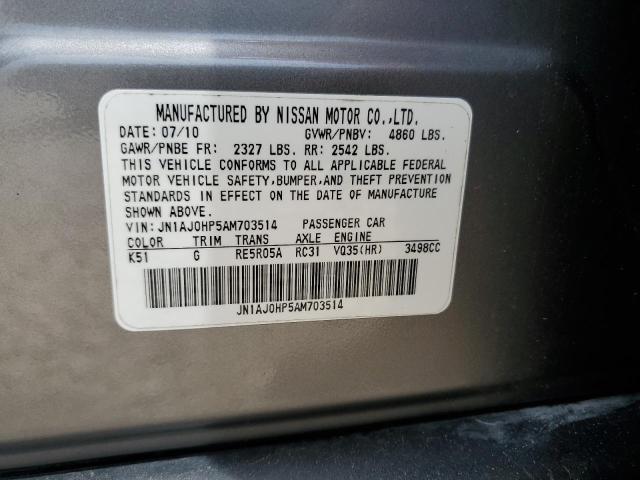 MANUFACTURED BY NISSAN MOTOR CO.,LTD.
DATE: 07/10 GVWR/PNBV: 4860 LBS.
GAWR/PNBE FR: 2327 LBS. RR: 2542 LBS.
THIS VEHICLE CONFORMS TO ALL APPLICABLE FEDERAL
MOTOR VEHICLE SAFETY,BUMPER,AND THEFT PREVENTION
STANDARDS IN EFFECT ON THE DATE OF MANUFACTURE
SHOWN ABOVE.
VIN: JN1AJ0HP5AM703514 PASSENGER CAR
COLOR TRIM TRANS AXLE ENGINE
K51 G RE5R05A RC31 VQ35(HR) 3498CC
JN1AJ0HP5AM703514